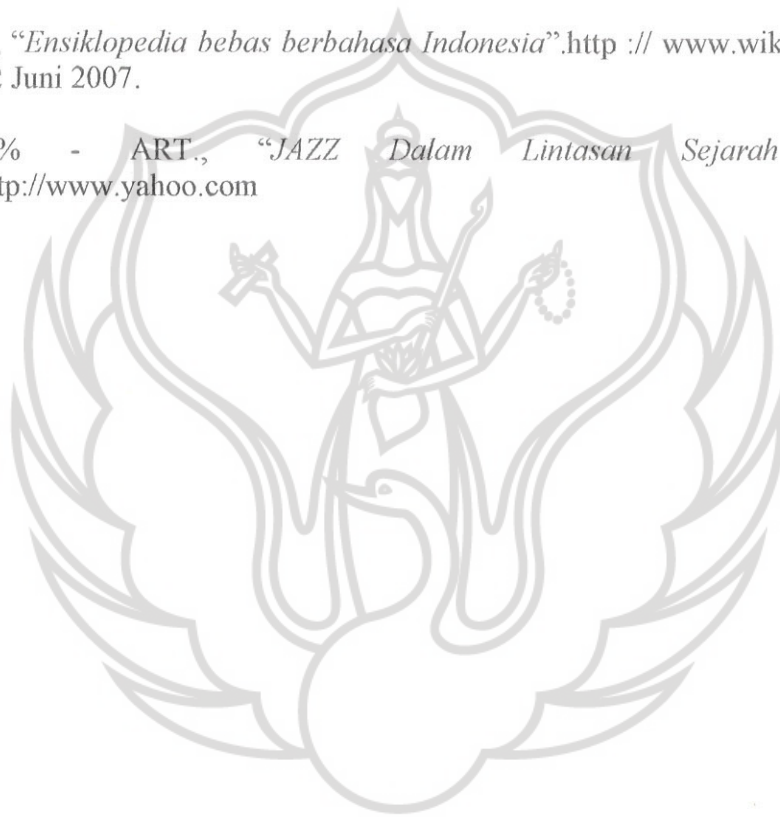 “Ensiklopedia bebas berbahasa Indonesia”.http :// www.wik
Juni 2007.
% - ART., “JAZZ Dalam Lintasan Sejarah
tp://www.yahoo.com